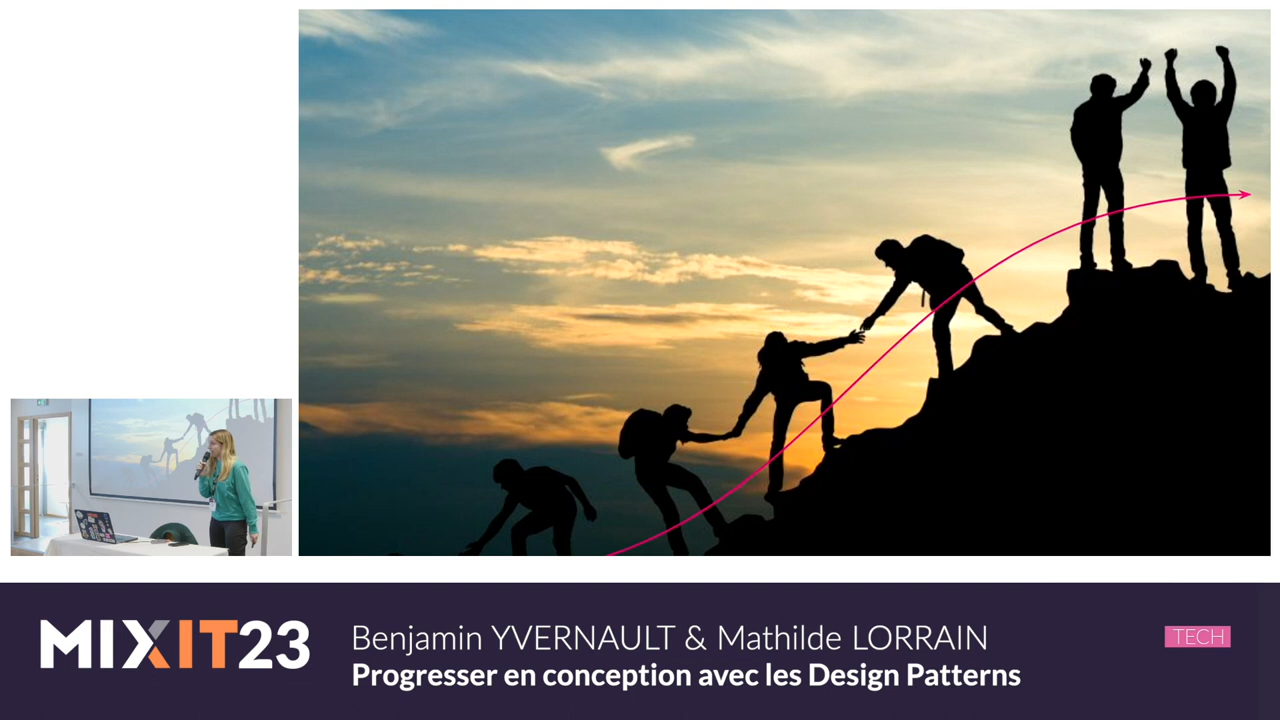 MIXIT23
Benjamin YVERNAULT & Mathilde LORRAIN
TECH
Progresser en conception avec les Design Patterns